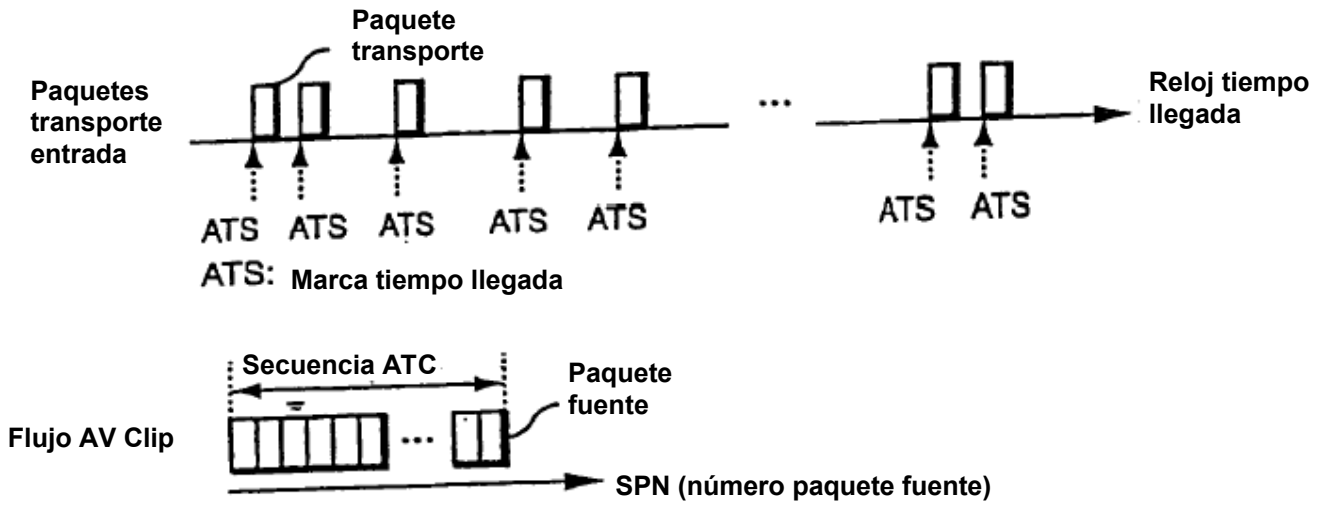 Paquete
transporte
Paquetes
transporte
entrada
...
Reloj tiempo
llegada
ATS ATS ATS ATS ATS ATS ATS
ATS: Marca tiempo llegada
Secuencia ATC
Paquete
fuente
Flujo AV Clip
...
SPN (número paquete fuente)